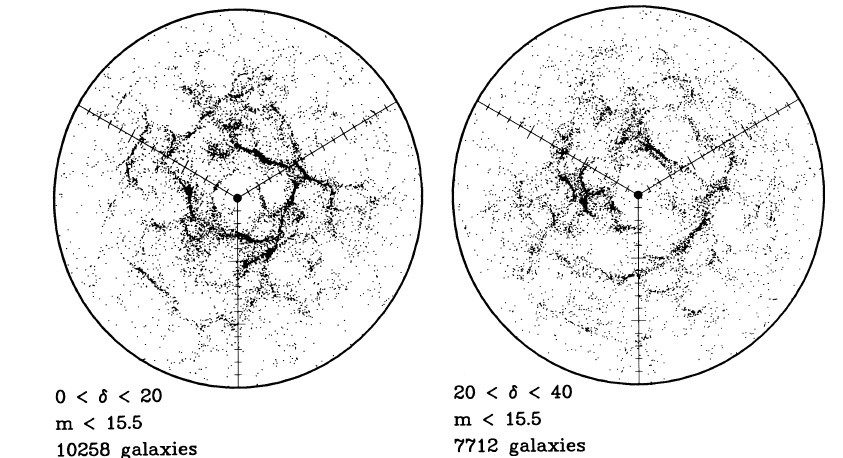 0 < δ < 20
m < 15.5
10258 galaxies
20 < δ < 40
m < 15.5
7712 galaxies